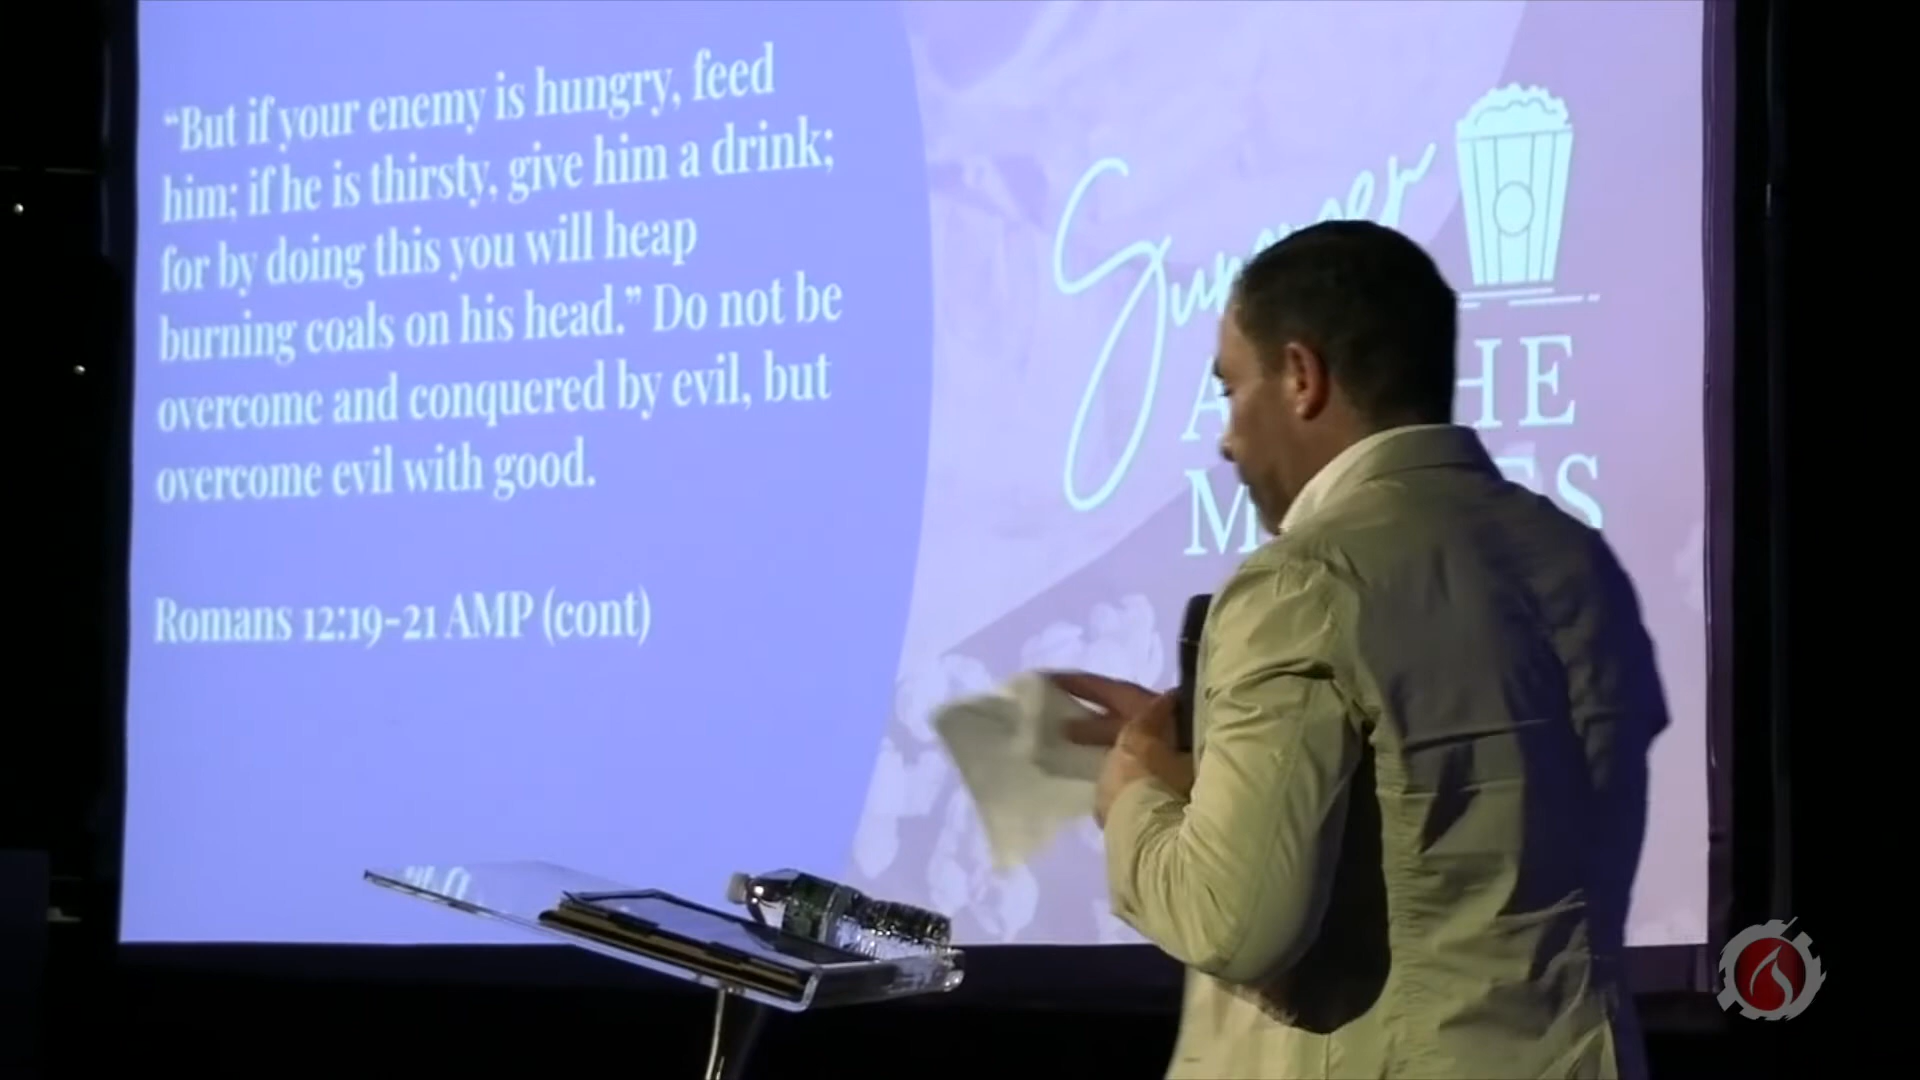 “But if your enemy is hungry, feed
him; if he is thirsty, give him a drink;
for by doing this you will heap
burning coals on his head.” Do not be
overcome and conquered by evil, but
overcome evil with good.
Romans 12:19-21 AMP (cont)